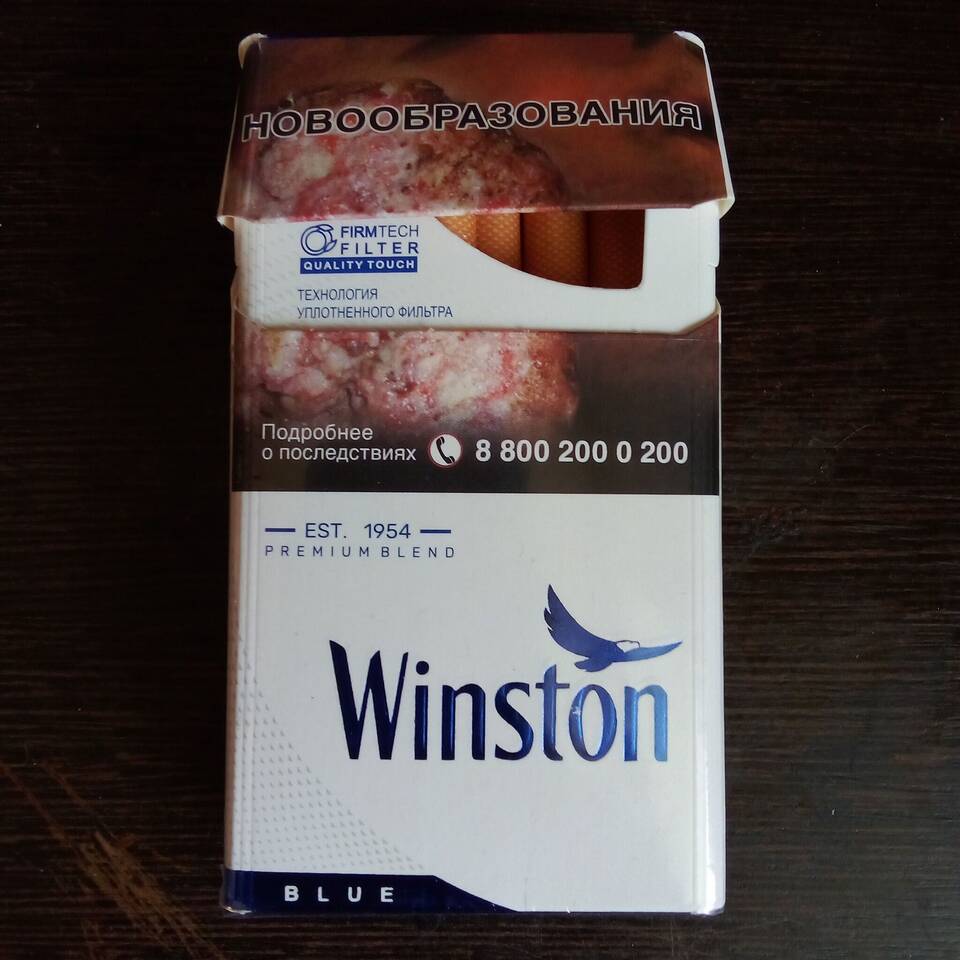 НОВООБРАЗОВАНИЯ
FIRMTECH
FILTER
QUALITY TOUCH
ТЕХНОЛОГИЯ
УПЛОТНЕННОГО ФИЛЬТРА
Подробнее
о последствиях 8 800 200 0 200
EST. 1954
PREMIUM BLEND
Winston
BLUE